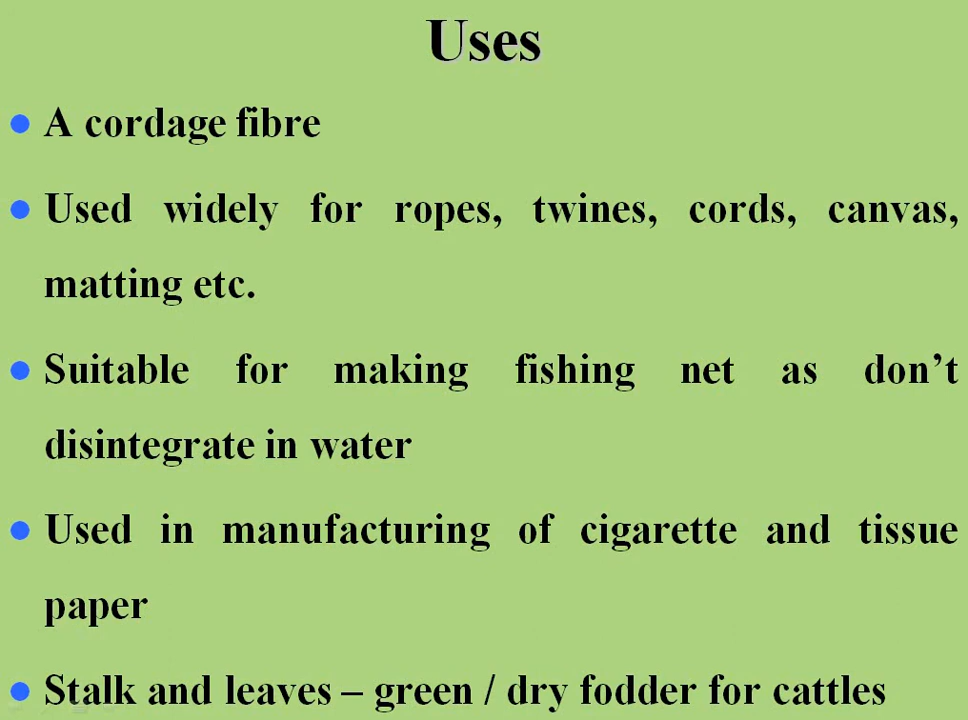 Uses
● A cordage fibre
● Used widely for ropes, twines, cords, canvas,
matting etc.
● Suitable for making fishing net as don't
disintegrate in water
● Used in manufacturing of cigarette and tissue
paper
● Stalk and leaves – green / dry fodder for cattles